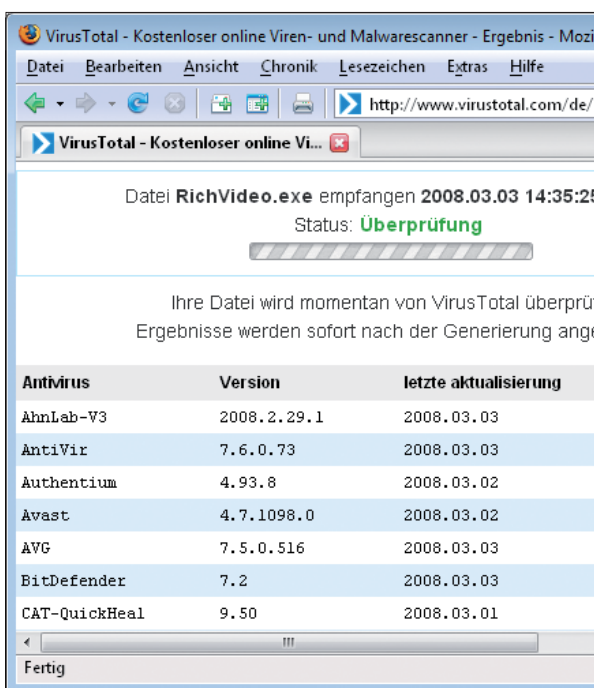 VirusTotal - Kostenloser online Viren- und Malwarescanner - Ergebnis - Mozi
Datei Bearbeiten Ansicht Chronik Lesezeichen Extras Hilfe
http://www.virustotal.com/de/
VirusTotal - Kostenloser online Vi...
Datei RichVideo.exe empfangen 2008.03.03 14:35:25
Status: Überprüfung
Ihre Datei wird momentan von VirusTotal überprü
Ergebnisse werden sofort nach der Generierung ange
Antivirus Version letzte aktualisierung
AhnLab-V3 2008.2.29.1 2008.03.03
AntiVir 7.6.0.73 2008.03.03
Authentium 4.93.8 2008.03.02
Avast 4.7.1098.0 2008.03.02
AVG 7.5.0.516 2008.03.03
BitDefender 7.2 2008.03.03
CAT-QuickHeal 9.50 2008.03.01
Fertig